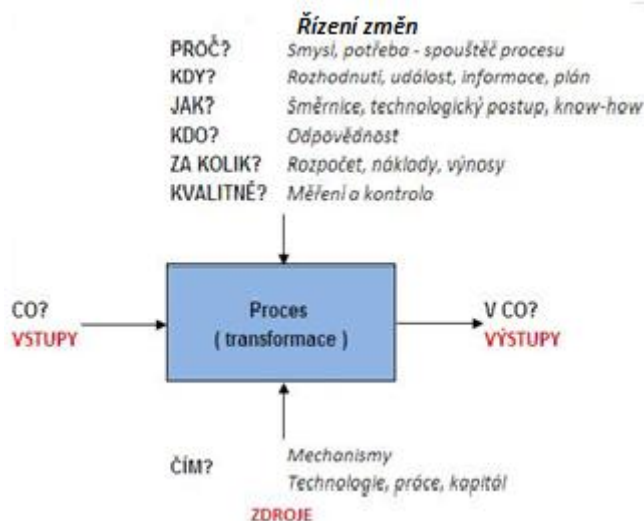 Řízení změn
PROČ? Smysl, potřeba - spouštěč procesu
KDY? Rozhodnutí, událost, informace, plán
JAK? Směrnice, technologický postup, know-how
KDO? Odpovědnost
ZA KOLIK? Rozpočet, náklady, výnosy
KVALITNĚ? Měření a kontrola
CO?
VSTUPY
Proces
( transformace )
V CO?
VÝSTUPY
ČÍM?
Mechanismy
Technologie, práce, kapitál
ZDROJE